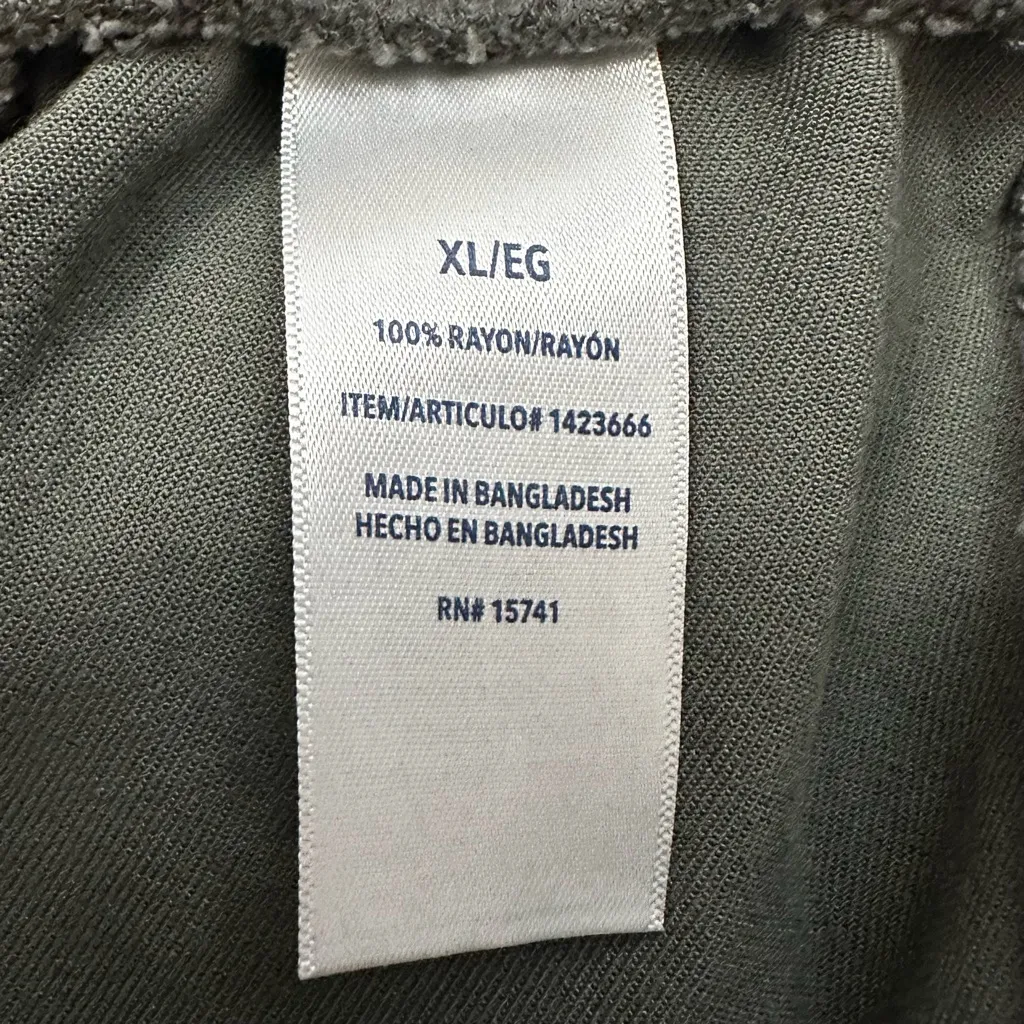 XL/EG
100% RAYON/RAYÓN
ITEM/ARTICULO# 1423666
MADE IN BANGLADESH
HECHO EN BANGLADESH
RN# 15741